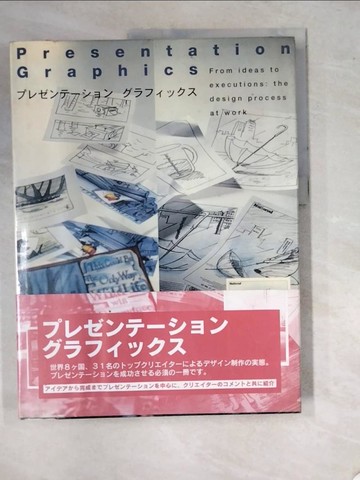 Presentation
Graphics
From ideas to
executions: the
design process
at work
プレゼンテーション グラフィックス
プレゼンテーション
グラフィックス
世界8ヶ国、31名のトップクリエイターによるデザイン制作の実態。
プレゼンテーションを成功させる必須の一冊です。
アイデアから完成までプレゼンテーションを中心に、クリエイターのコメントと共に紹介